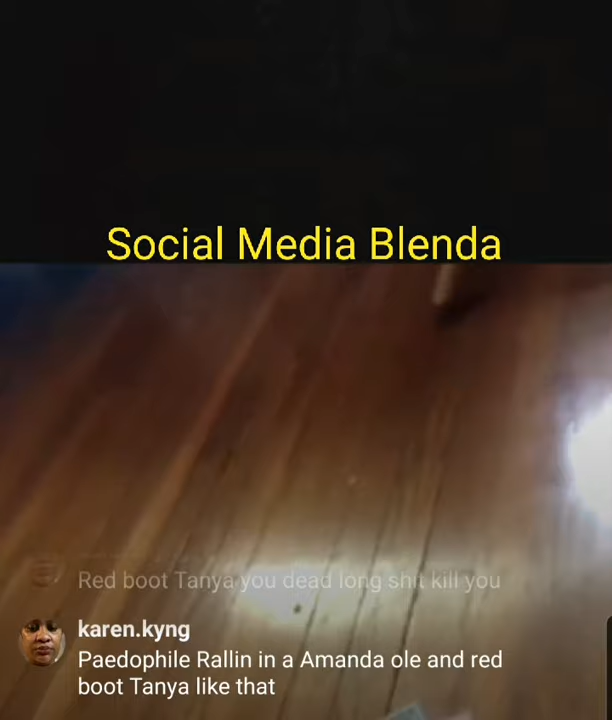 Social Media Blenda
Red boot Tanya you dead long shit kill you
karen.kyng
Paedophile Rallin in a Amanda ole and red
boot Tanya like that